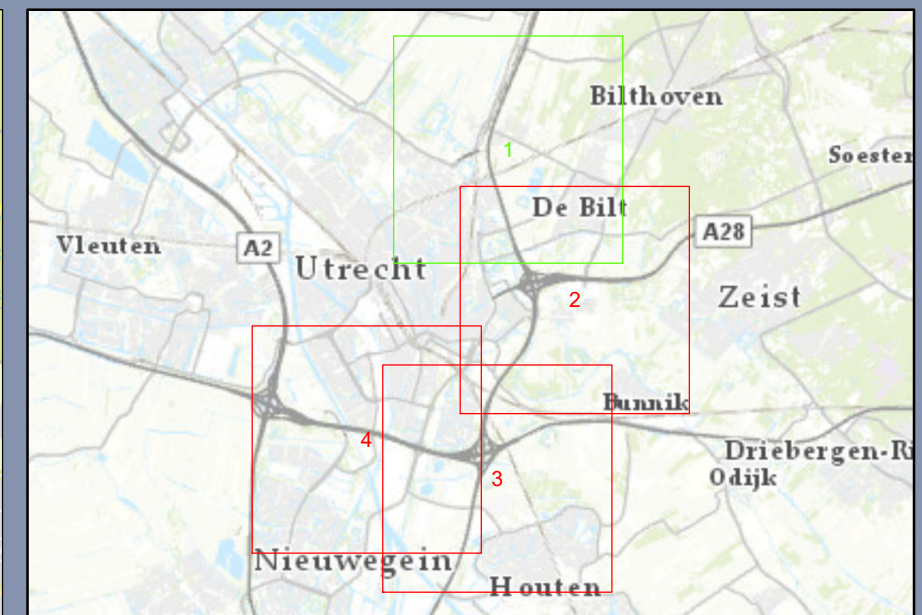 Bilthoven
1
Soester
De Bilt
A28
Vleuten
A2
Utrecht
2
Zeist
Bunnik
4
Driebergen-Ri
3
Odijk
Nieuwegein
Houten